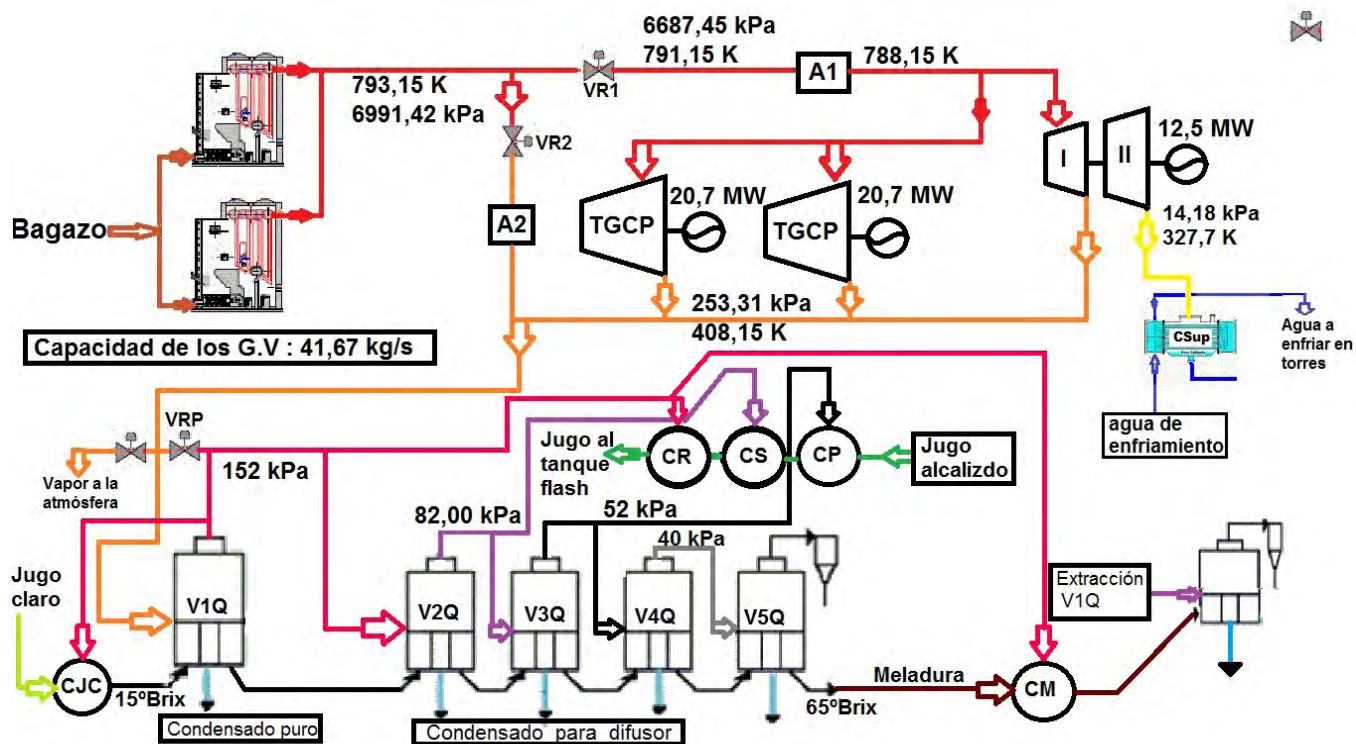 6687,45 kPa
791,15 K
VR1
A1
788,15 K
793,15 K
6991,42 kPa
VR2
A2
Bagazo
TGCP
20,7 MW
TGCP
20,7 MW
I
II
12,5 MW
14,18 kPa
327,7 K
253,31 kPa
408,15 K
CSup
Agua a
enfriar en
torres
agua de
enfriamiento
Capacidad de los G.V : 41,67 kg/s
VRP
Vapor a la
atmósfera
152 kPa
Jugo al
tanque
flash
CR
CS
CP
Jugo
alcalizdo
82,00 kPa
52 kPa
40 kPa
Jugo
claro
V1Q
V2Q
V3Q
V4Q
V5Q
Extracción
V1Q
CJC
15ºBrix
65ºBrix
Meladura
CM
Condensado puro
Condensado para difusor